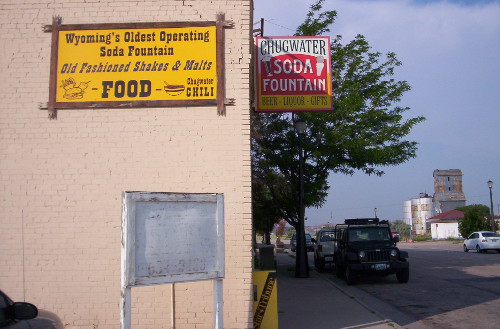 Wyoming's Oldest Operating
Soda Fountain
Old Fashioned Shakes & Malts
FOOD
Chugwater
CHILI
CHUGWATER
SODA
FOUNTAIN
BEER - LIQUOR - GIFTS